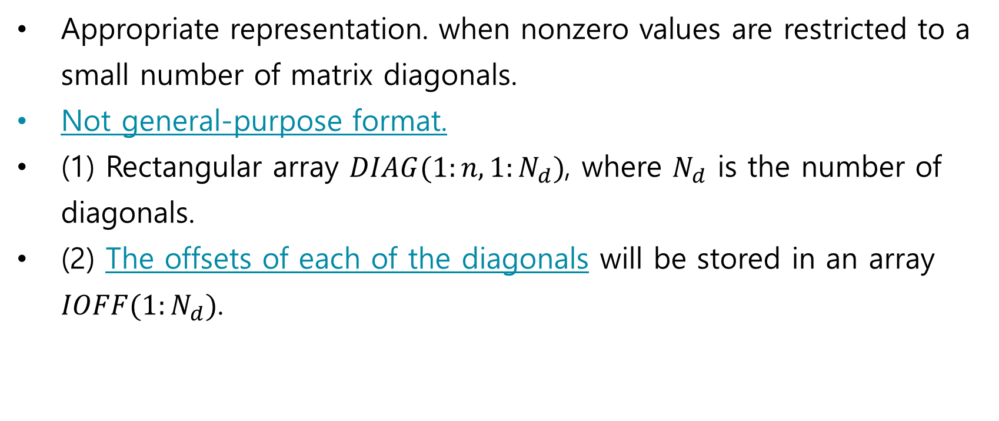 • Appropriate representation. when nonzero values are restricted to a
small number of matrix diagonals.
• Not general-purpose format.
• (1) Rectangular array DIAG(1:n, 1:N_d), where N_d is the number of
diagonals.
• (2) The offsets of each of the diagonals will be stored in an array
IOFF(1:N_d).